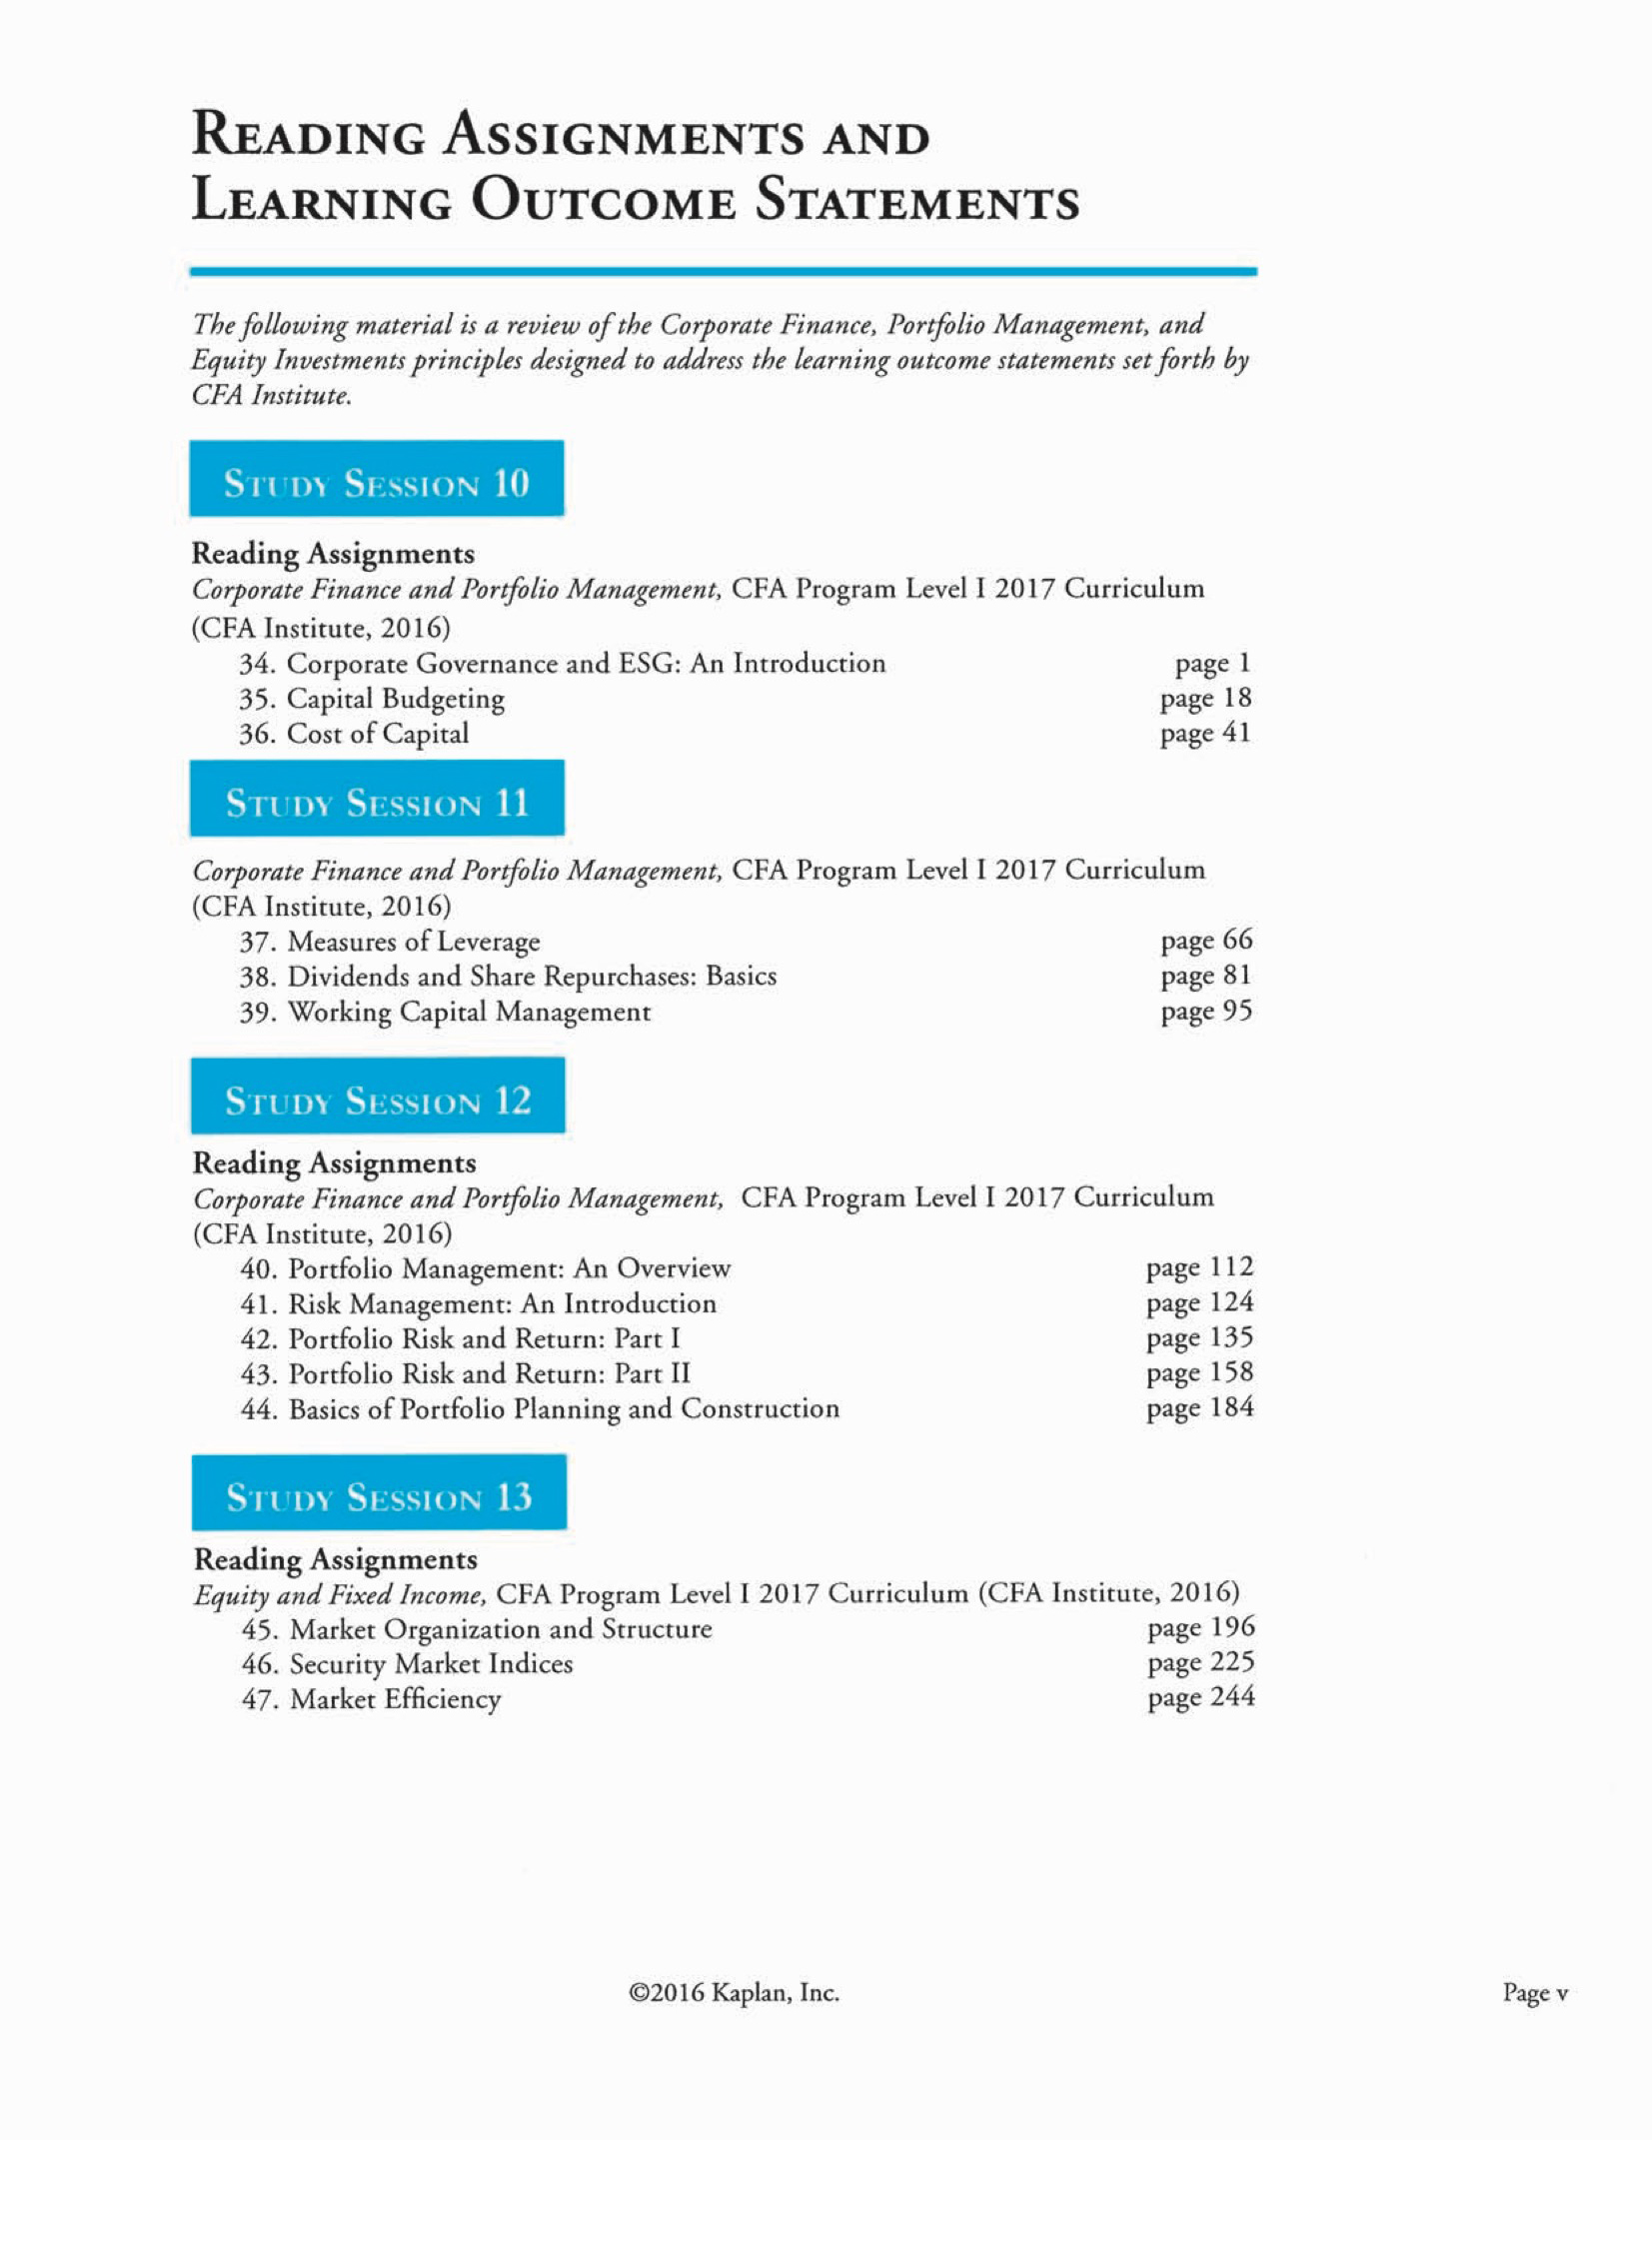 READING ASSIGNMENTS AND
LEARNING OUTCOME STATEMENTS
The following material is a review of the Corporate Finance, Portfolio Management, and
Equity Investments principles designed to address the learning outcome statements set forth by
CFA Institute.
STUDY SESSION 10
Reading Assignments
Corporate Finance and Portfolio Management, CFA Program Level I 2017 Curriculum
(CFA Institute, 2016)
34. Corporate Governance and ESG: An Introduction page 1
35. Capital Budgeting page 18
36. Cost of Capital page 41
STUDY SESSION 11
Corporate Finance and Portfolio Management, CFA Program Level I 2017 Curriculum
(CFA Institute, 2016)
37. Measures of Leverage page 66
38. Dividends and Share Repurchases: Basics page 81
39. Working Capital Management page 95
STUDY SESSION 12
Reading Assignments
Corporate Finance and Portfolio Management, CFA Program Level I 2017 Curriculum
(CFA Institute, 2016)
40. Portfolio Management: An Overview page 112
41. Risk Management: An Introduction page 124
42. Portfolio Risk and Return: Part I page 135
43. Portfolio Risk and Return: Part II page 158
44. Basics of Portfolio Planning and Construction page 184
STUDY SESSION 13
Reading Assignments
Equity and Fixed Income, CFA Program Level I 2017 Curriculum (CFA Institute, 2016)
45. Market Organization and Structure page 196
46. Security Market Indices page 225
47. Market Efficiency page 244
©2016 Kaplan, Inc. Page v